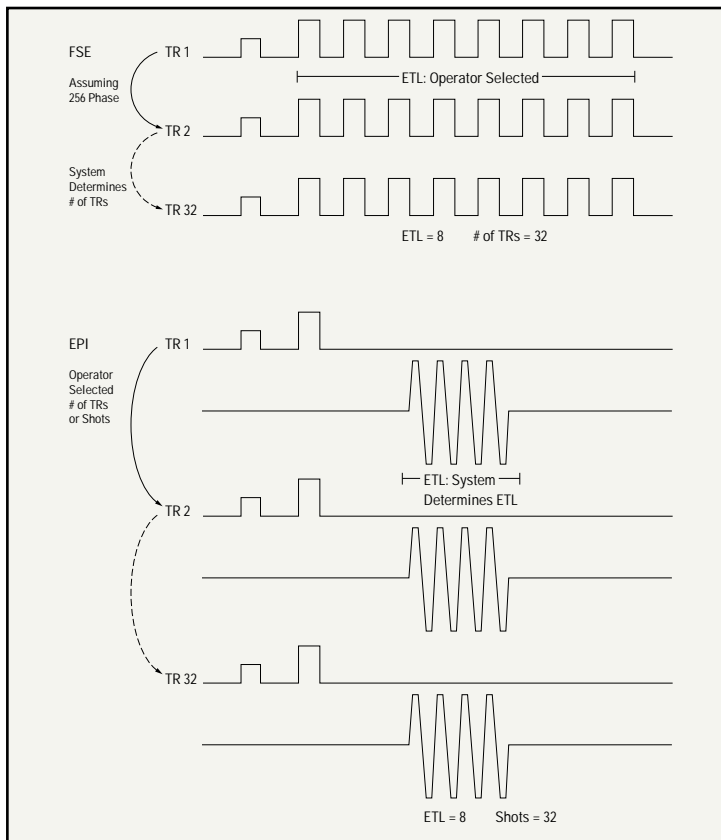 FSE
TR 1
ETL: Operator Selected
Assuming
256 Phase
TR 2
System
Determines
# of TRs
TR 32
ETL = 8 # of TRs = 32
EPI
TR 1
Operator
Selected
# of TRs
or Shots
ETL: System
Determines ETL
TR 2
TR 32
ETL = 8 Shots = 32